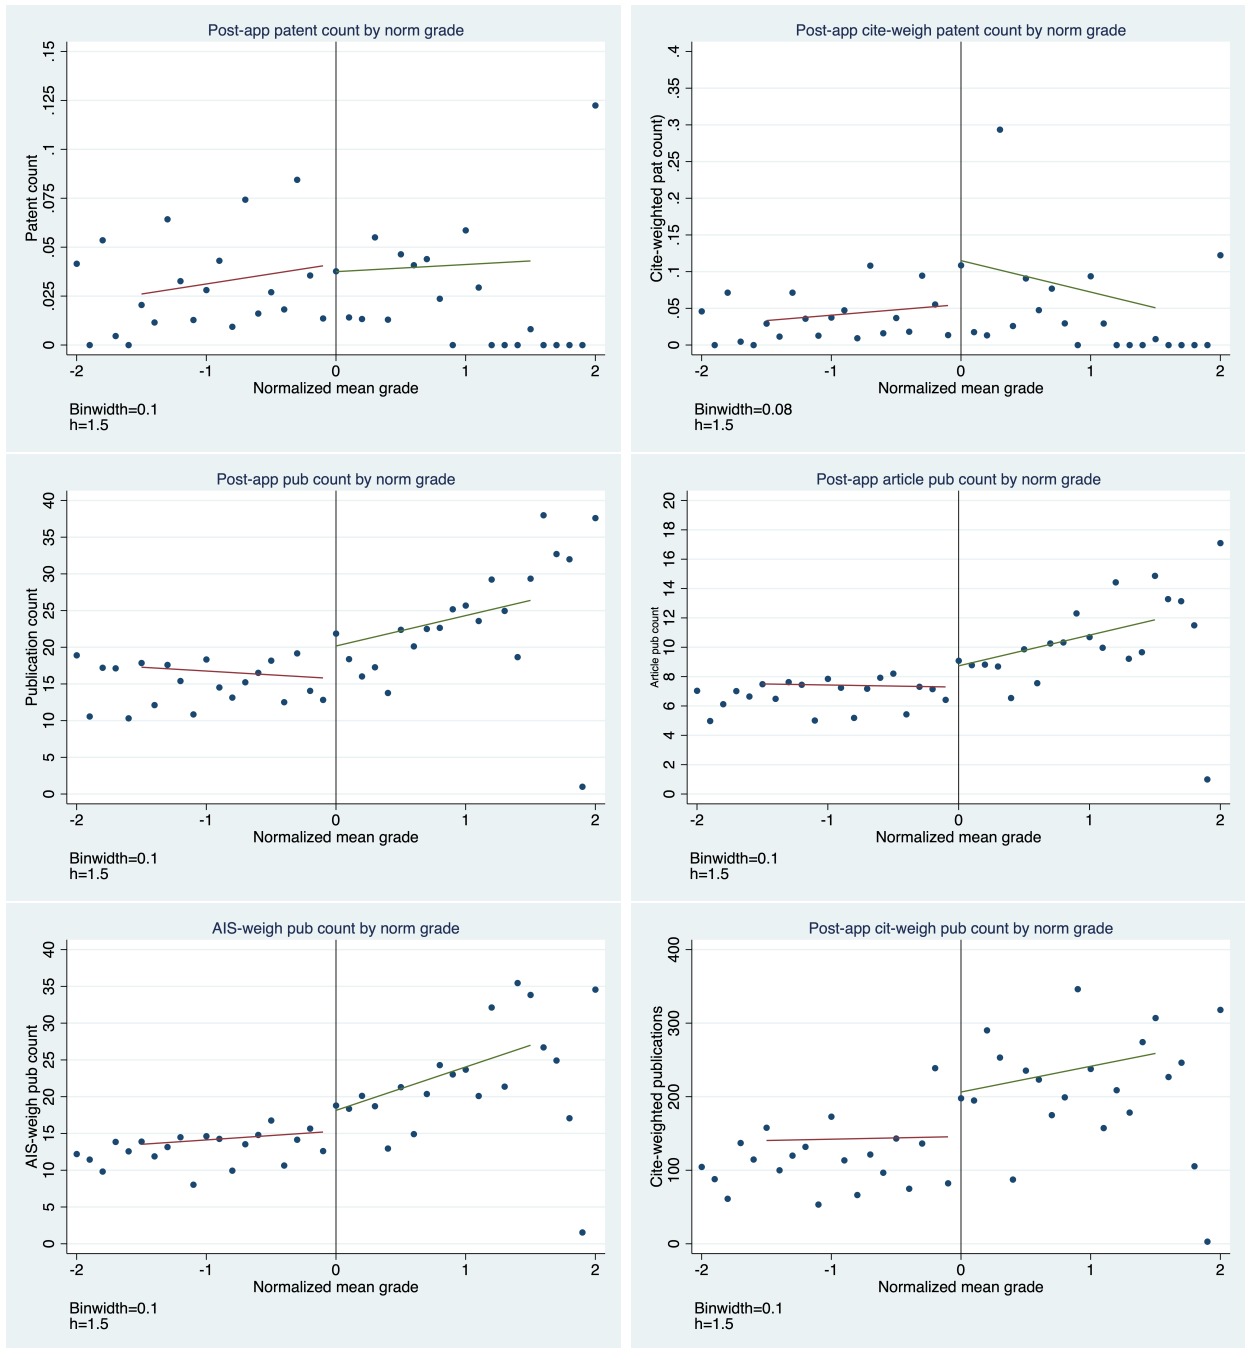 Post-app patent count by norm grade
Patent count
.15
.125
.1
.075
.05
.025
0
-2 -1 0 1 2
Normalized mean grade
Binwidth=0.1
h=1.5
Post-app cite-weigh patent count by norm grade
Cite-weighted pat count)
.4
.35
.3
.25
.2
.15
.1
.05
0
-2 -1 0 1 2
Normalized mean grade
Binwidth=0.08
h=1.5
Post-app pub count by norm grade
Publication count
40
35
30
25
20
15
10
5
0
-2 -1 0 1 2
Normalized mean grade
Binwidth=0.1
h=1.5
Post-app article pub count by norm grade
Article pub count
20
18
16
14
12
10
8
6
4
2
0
-2 -1 0 1 2
Normalized mean grade
Binwidth=0.1
h=1.5
AIS-weigh pub count by norm grade
AIS-weigh pub count
40
35
30
25
20
15
10
5
0
-2 -1 0 1 2
Normalized mean grade
Binwidth=0.1
h=1.5
Post-app cit-weigh pub count by norm grade
Cite-weighted publications
400
300
200
100
0
-2 -1 0 1 2
Normalized mean grade
Binwidth=0.1
h=1.5